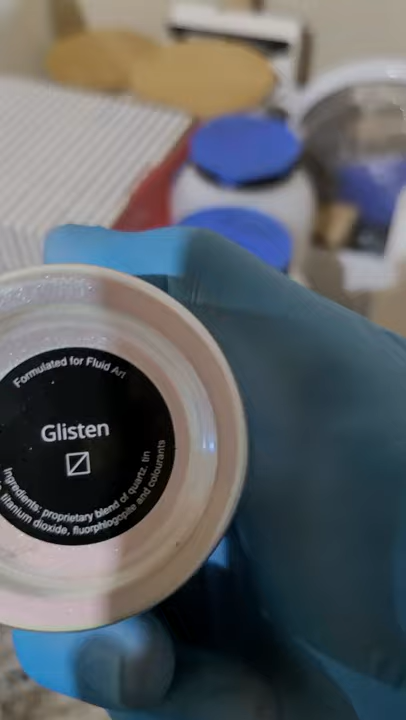 Formulated for Fluid Art
Glisten
Ingredients: proprietary blend of quartz, tin
titanium dioxide, fluorphlogopite and colourants